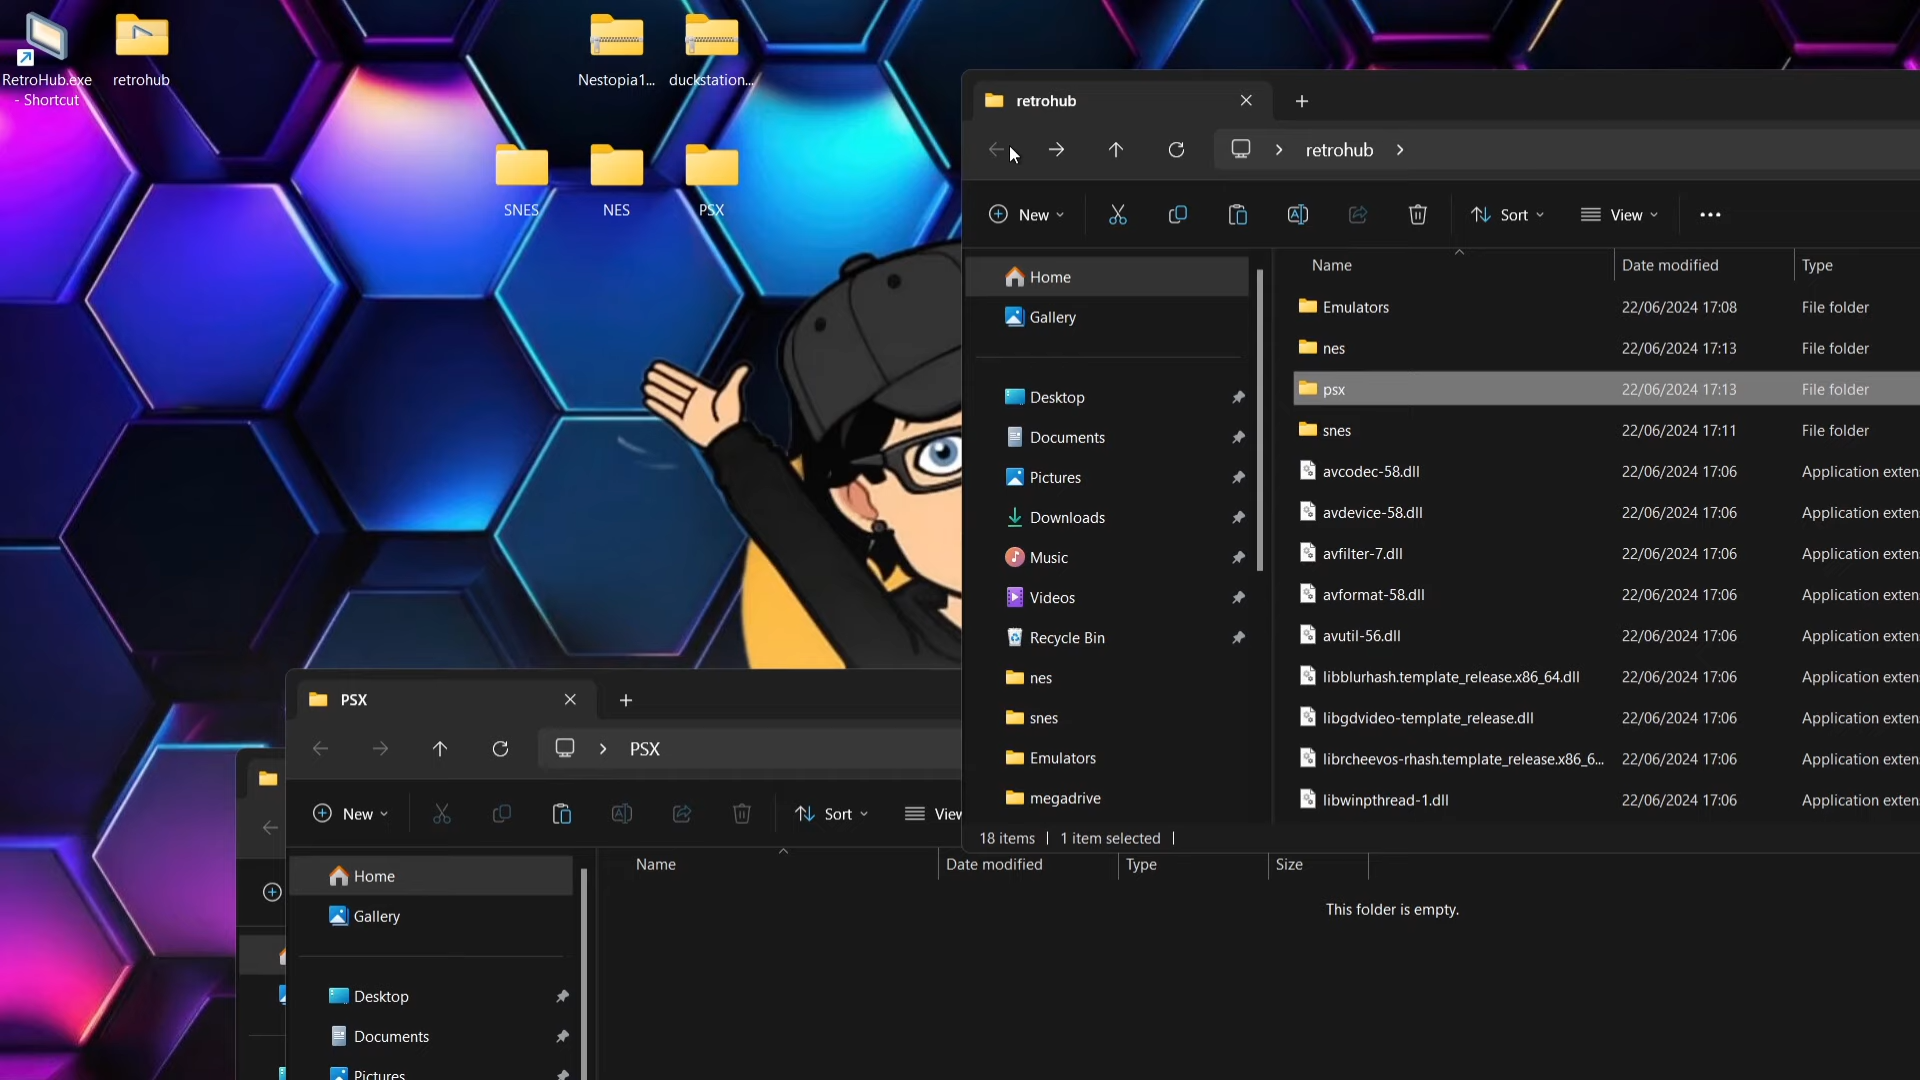 RetroHub.exe
- Shortcut
retrohub
Nestopia1...
duckstation...
SNES
NES
PSX
retrohub
retrohub
New
Sort
View
Name
Date modified
Type
Home
Gallery
Desktop
Documents
Pictures
Downloads
Music
Videos
Recycle Bin
nes
snes
Emulators
megadrive
Emulators 22/06/2024 17:08 File folder
nes 22/06/2024 17:13 File folder
psx 22/06/2024 17:13 File folder
snes 22/06/2024 17:11 File folder
avcodec-58.dll 22/06/2024 17:06 Application exten
avdevice-58.dll 22/06/2024 17:06 Application exten
avfilter-7.dll 22/06/2024 17:06 Application exten
avformat-58.dll 22/06/2024 17:06 Application exten
avutil-56.dll 22/06/2024 17:06 Application exten
libblurhash.template_release.x86_64.dll 22/06/2024 17:06 Application exten
libgdvideo-template_release.dll 22/06/2024 17:06 Application exten
librcheevos-rhash.template_release.x86_6... 22/06/2024 17:06 Application exten
libwinpthread-1.dll 22/06/2024 17:06 Application exten
18 items
1 item selected
PSX
PSX
New
Sort
View
Name
Date modified
Type
Size
This folder is empty.
Home
Gallery
Desktop
Documents
Pictures